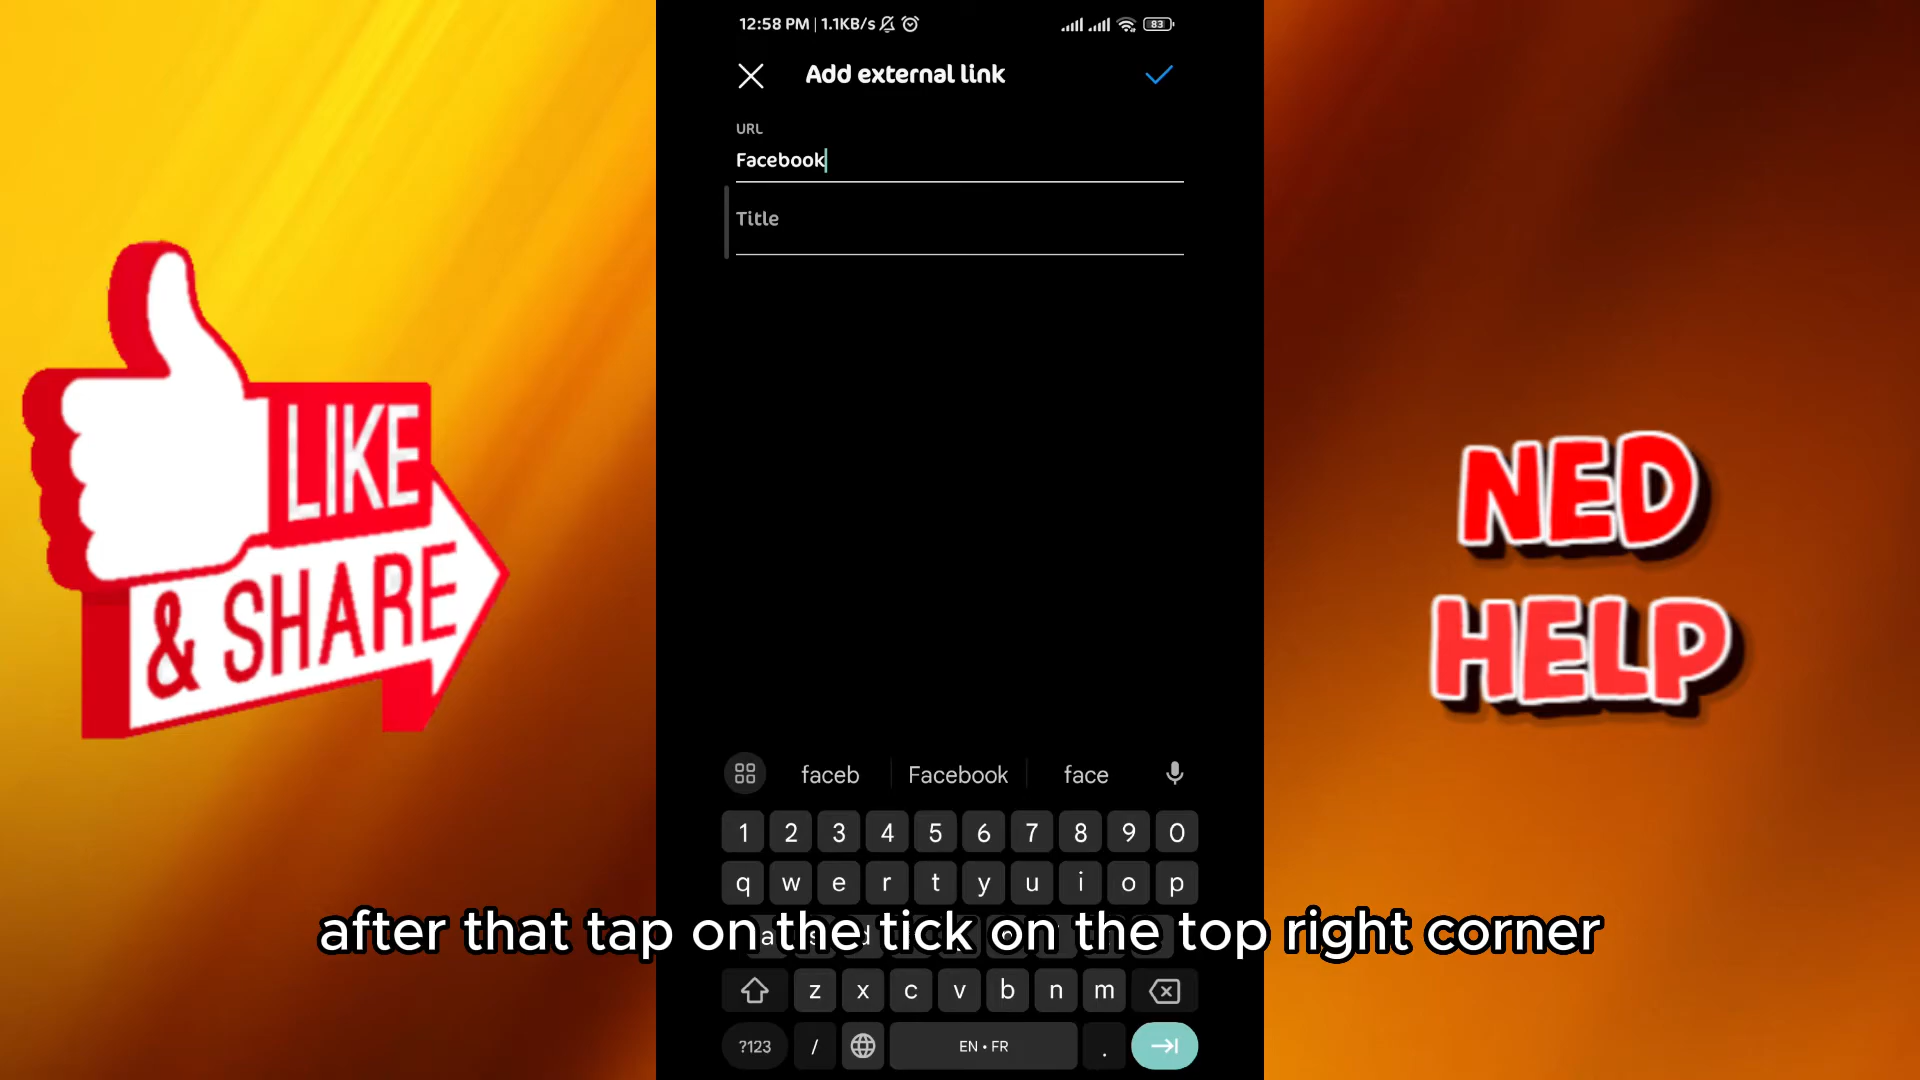 12:58 PM | 1.1KB/s
83
Add external link
URL
Facebook
Title
LIKE
& SHARE
NED
HELP
faceb Facebook face
1 2 3 4 5 6 7 8 9 0
q w e r t y u i o p
after that tap on the tick on the top right corner
z x c v b n m
?123 / EN • FR .